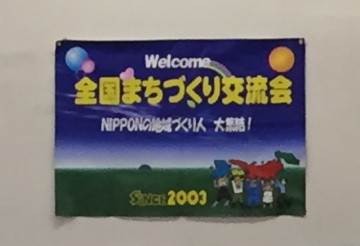 Welcome
全国まちづくり交流会
NIPPONの地域づくり人 大集結!
SINCE 2003